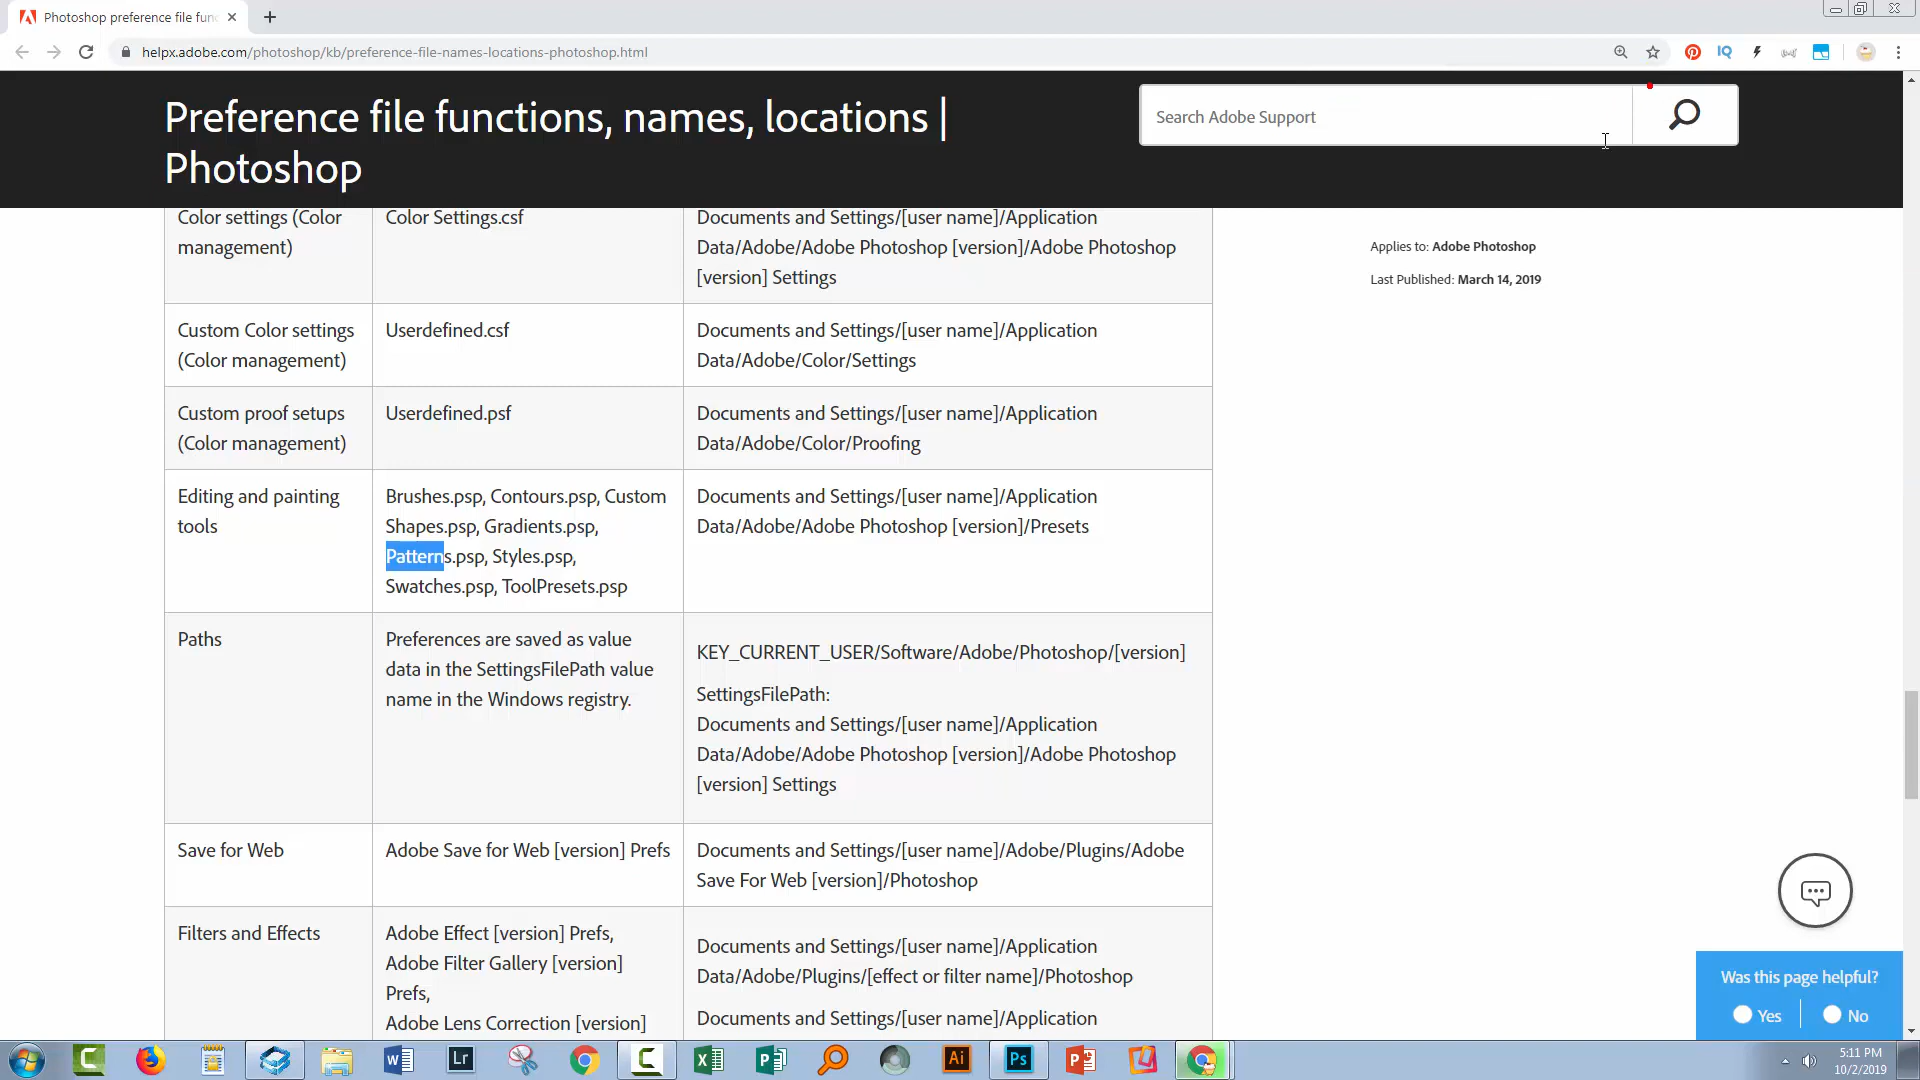 Photoshop preference file func
helpx.adobe.com/photoshop/kb/preference-file-names-locations-photoshop.html
Preference file functions, names, locations |
Photoshop
Search Adobe Support
Color settings (Color
management)
Color Settings.csf
Documents and Settings/[user name]/Application
Data/Adobe/Adobe Photoshop [version]/Adobe Photoshop
[version] Settings
Applies to: Adobe Photoshop
Last Published: March 14, 2019
Custom Color settings
(Color management)
Userdefined.csf
Documents and Settings/[user name]/Application
Data/Adobe/Color/Settings
Custom proof setups
(Color management)
Userdefined.psf
Documents and Settings/[user name]/Application
Data/Adobe/Color/Proofing
Editing and painting
tools
Brushes.psp, Contours.psp, Custom
Shapes.psp, Gradients.psp,
Patterns.psp, Styles.psp,
Swatches.psp, ToolPresets.psp
Documents and Settings/[user name]/Application
Data/Adobe/Adobe Photoshop [version]/Presets
Paths
Preferences are saved as value
data in the SettingsFilePath value
name in the Windows registry.
KEY_CURRENT_USER/Software/Adobe/Photoshop/[version]
SettingsFilePath:
Documents and Settings/[user name]/Application
Data/Adobe/Adobe Photoshop [version]/Adobe Photoshop
[version] Settings
Save for Web
Adobe Save for Web [version] Prefs
Documents and Settings/[user name]/Adobe/Plugins/Adobe
Save For Web [version]/Photoshop
Filters and Effects
Adobe Effect [version] Prefs,
Adobe Filter Gallery [version]
Prefs,
Adobe Lens Correction [version]
Documents and Settings/[user name]/Application
Data/Adobe/Plugins/[effect or filter name]/Photoshop
Documents and Settings/[user name]/Application
Was this page helpful?
Yes
No
Lr
Ai
Ps
5:11 PM
10/2/2019